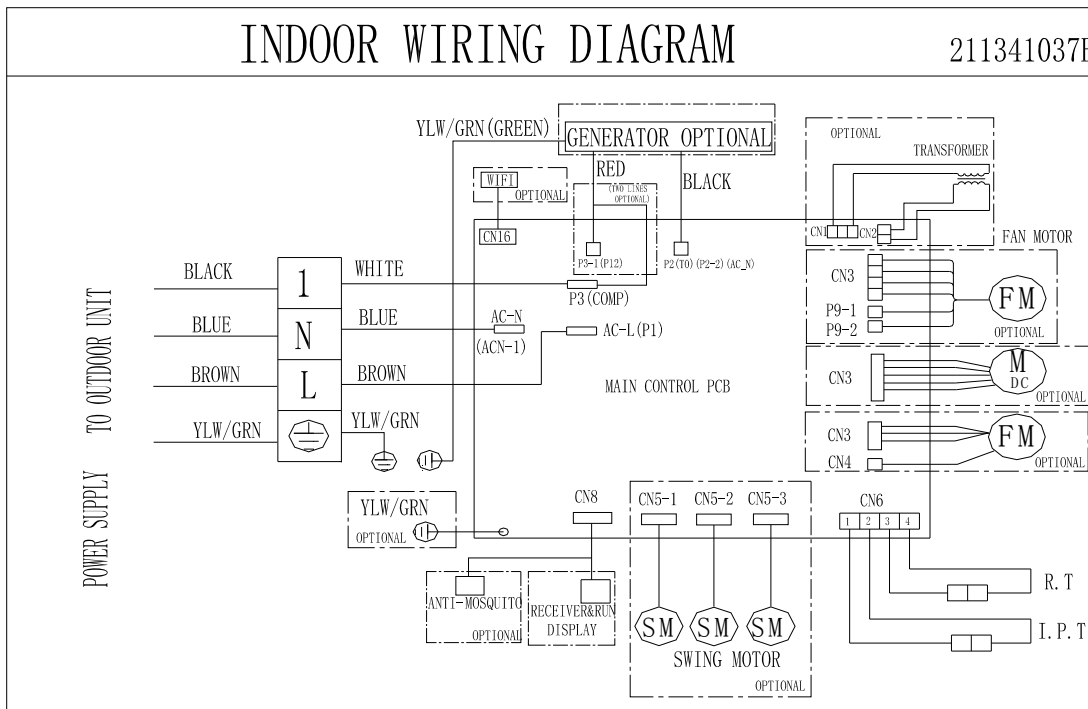 INDOOR WIRING DIAGRAM
211341037
YLW/GRN(GREEN)
GENERATOR OPTIONAL
OPTIONAL
TRANSFORMER
WIFI
OPTIONAL
RED
(TWO LINES
OPTIONAL)
BLACK
CN16
CN1
CN2
FAN MOTOR
P3-1(P12)
P2(T0)(P2-2)(AC_N)
BLACK
1
WHITE
P3(COMP)
CN3
FM
P9-1
P9-2
OPTIONAL
BLUE
N
BLUE
AC-N
(ACN-1)
AC-L(P1)
BROWN
L
BROWN
MAIN CONTROL PCB
CN3
M
DC
OPTIONAL
YLW/GRN
YLW/GRN
CN3
CN4
FM
OPTIONAL
POWER SUPPLY TO OUTDOOR UNIT
YLW/GRN
OPTIONAL
CN8
CN5-1
CN5-2
CN5-3
CN6
1 2 3 4
R.T
I.P.T
ANTI-MOSQUITO
OPTIONAL
RECEIVER&RUN
DISPLAY
SM
SM
SM
SWING MOTOR
OPTIONAL